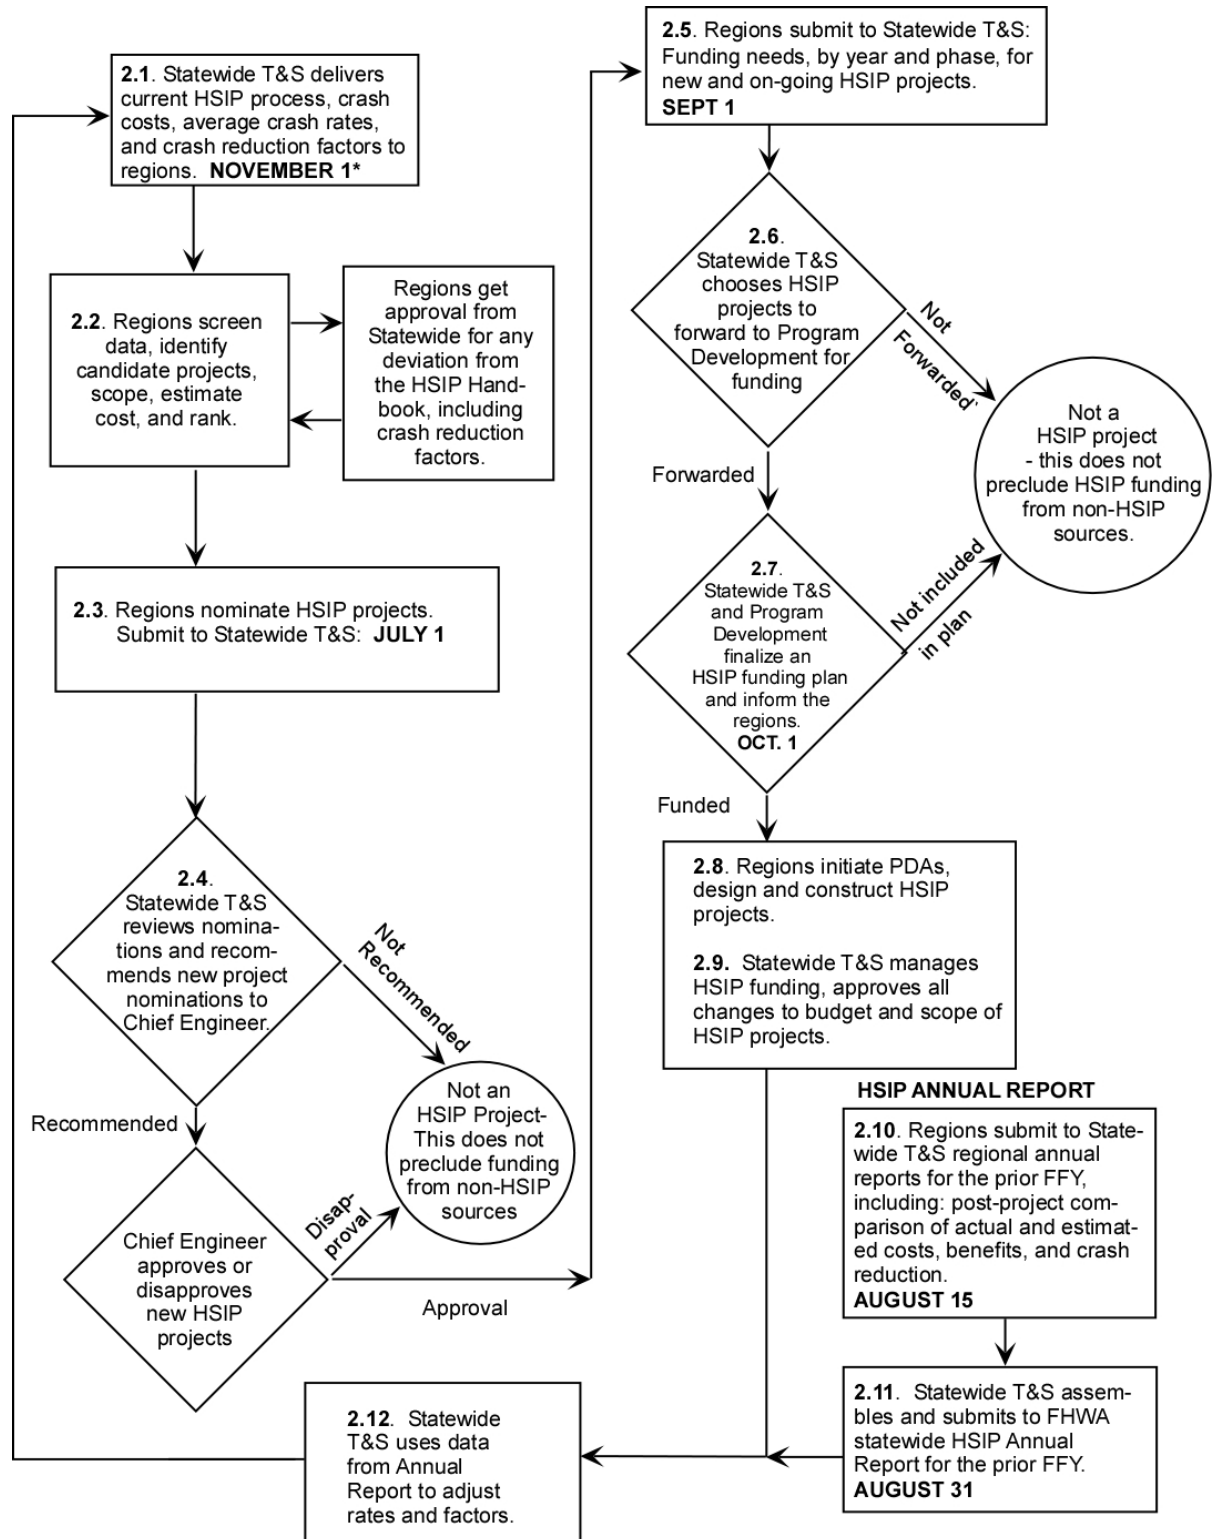 2.1. Statewide T&S delivers
current HSIP process, crash
costs, average crash rates,
and crash reduction factors to
regions. NOVEMBER 1*
2.2. Regions screen
data, identify
candidate projects,
scope, estimate
cost, and rank.
Regions get
approval from
Statewide for any
deviation from
the HSIP Hand-
book, including
crash reduction
factors.
2.3. Regions nominate HSIP projects.
Submit to Statewide T&S: JULY 1
2.4.
Statewide T&S
reviews nomina-
tions and recom-
mends new project
nominations to
Chief Engineer.
Not
Recommended
Recommended
Not an
HSIP Project-
This does not
preclude funding
from non-HSIP
sources
Chief Engineer
approves or
disapproves
new HSIP
projects
Disap-
proval
Approval
2.5. Regions submit to Statewide T&S:
Funding needs, by year and phase, for
new and on-going HSIP projects.
SEPT 1
2.6.
Statewide T&S
chooses HSIP
projects to
forward to Program
Development for
funding
Not
Forwarded`
Forwarded
Not a
HSIP project
- this does not
preclude HSIP funding
from non-HSIP
sources.
2.7.
Statewide T&S
and Program
Development
finalize an
HSIP funding plan
and inform the
regions.
OCT. 1
Not included
in plan
Funded
2.8. Regions initiate PDAs,
design and construct HSIP
projects.
2.9. Statewide T&S manages
HSIP funding, approves all
changes to budget and scope of
HSIP projects.
HSIP ANNUAL REPORT
2.10. Regions submit to State-
wide T&S regional annual
reports for the prior FFY,
including: post-project com-
parison of actual and estimat-
ed costs, benefits, and crash
reduction.
AUGUST 15
2.11. Statewide T&S assem-
bles and submits to FHWA
statewide HSIP Annual
Report for the prior FFY.
AUGUST 31
2.12. Statewide
T&S uses data
from Annual
Report to adjust
rates and factors.